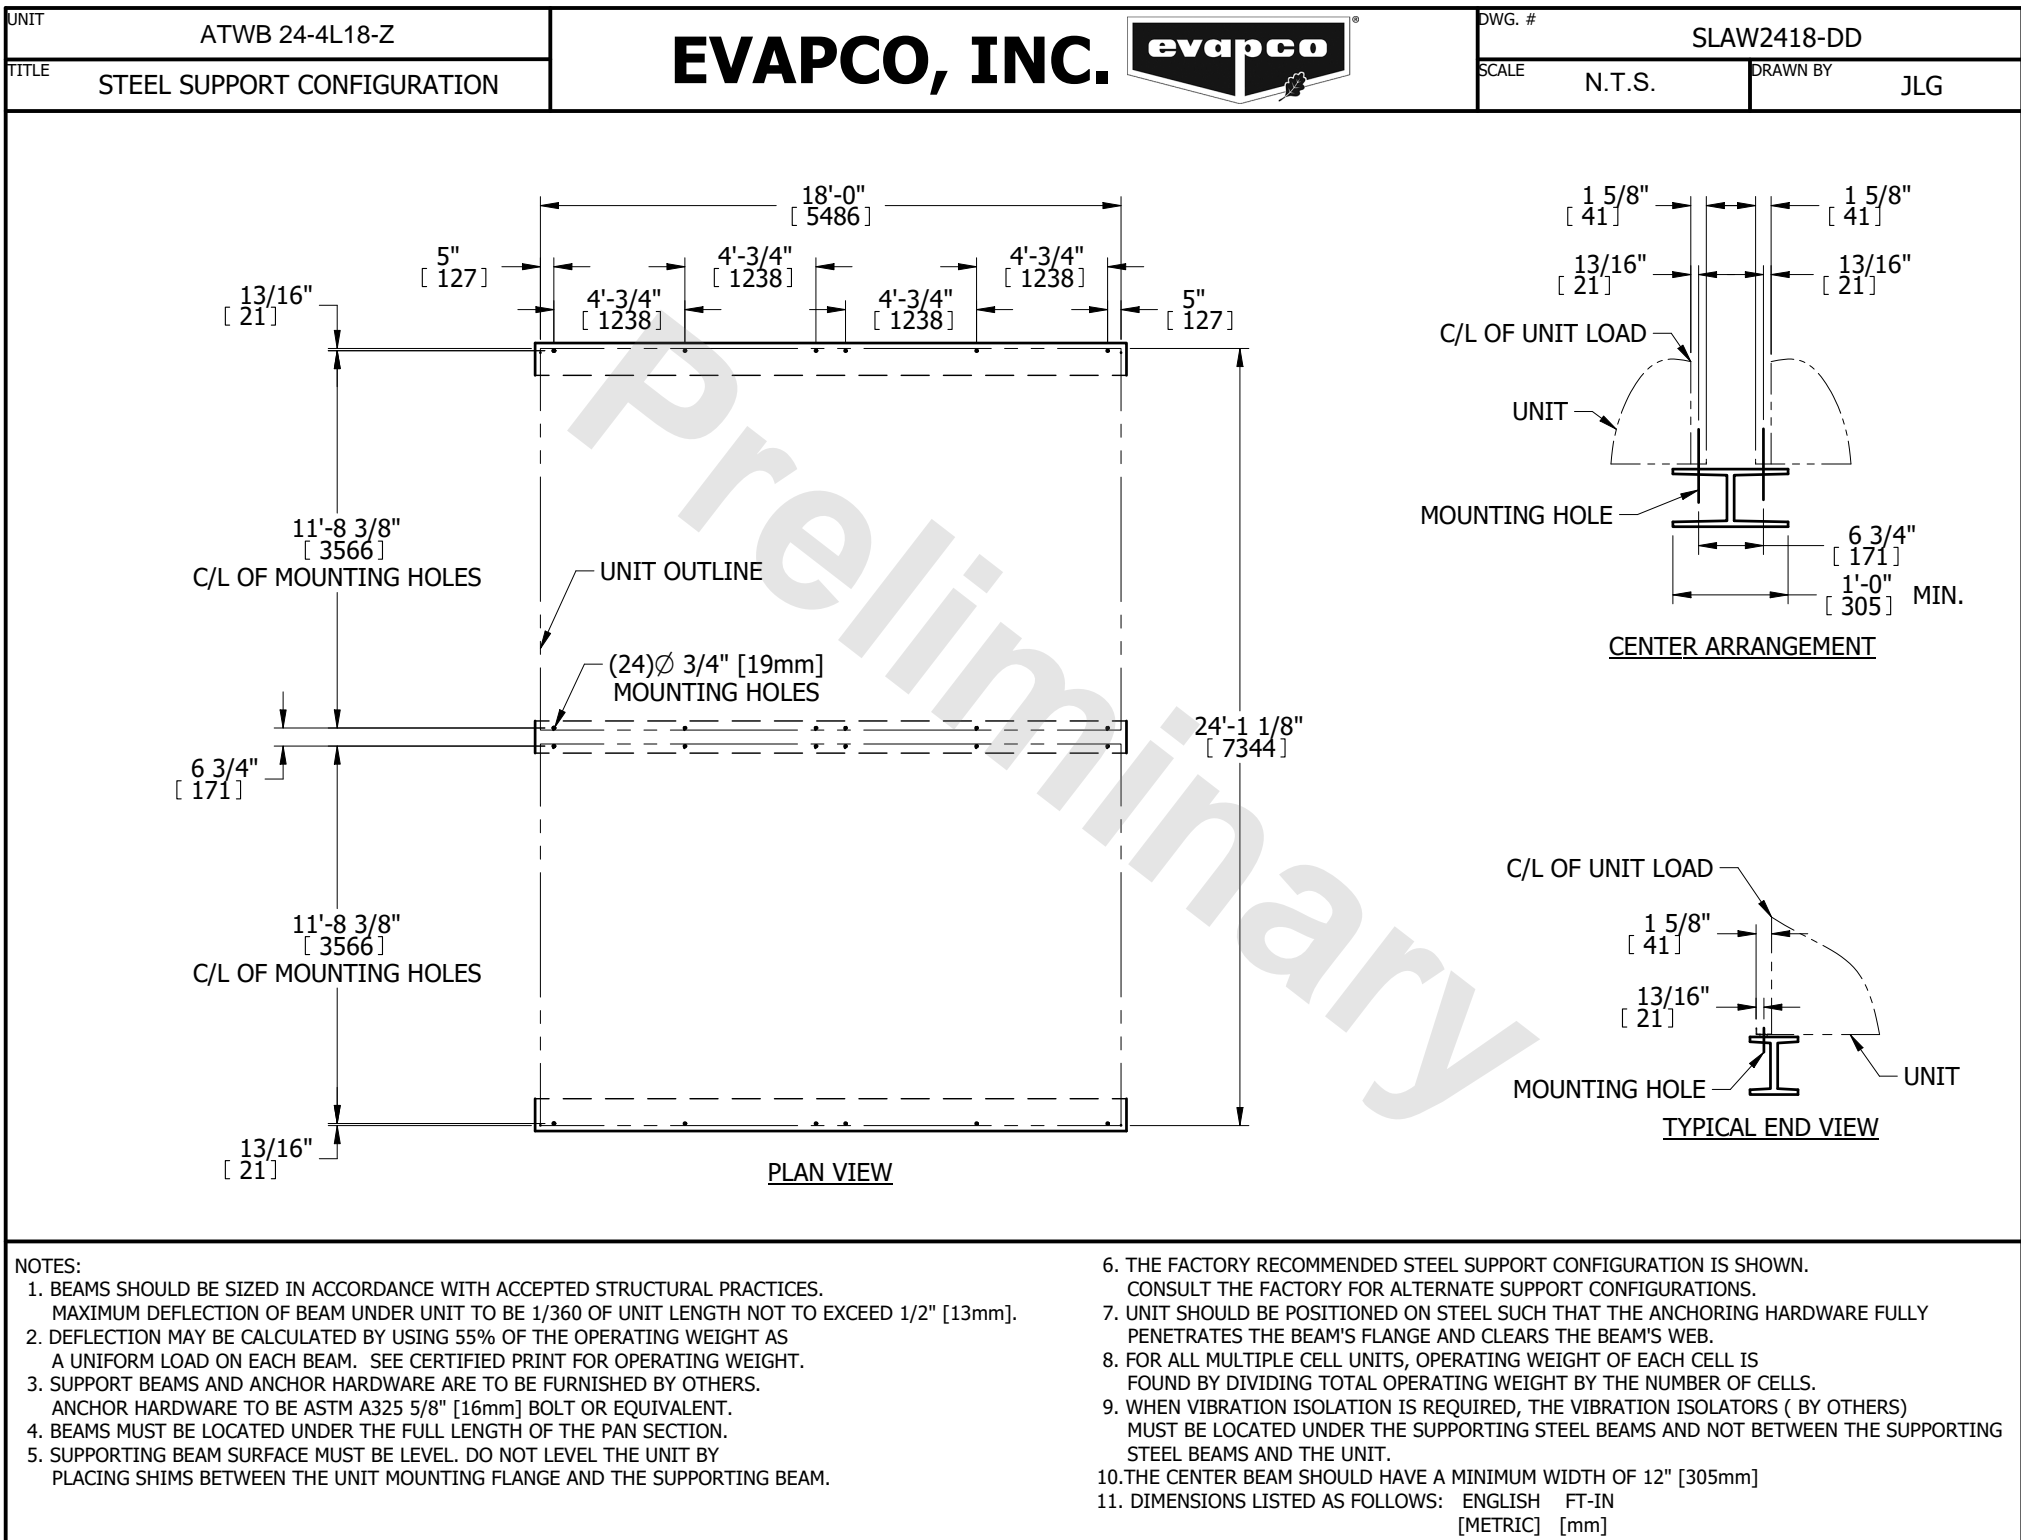 UNIT
ATWB 24-4L18-Z
TITLE
STEEL SUPPORT CONFIGURATION
EVAPCO, INC.
evapco
®
DWG. #
SLAW2418-DD
SCALE
N.T.S.
DRAWN BY
JLG
18'-0"
[ 5486 ]
5"
[ 127 ]
4'-3/4"
[ 1238 ]
4'-3/4"
[ 1238 ]
13/16"
[ 21 ]
4'-3/4"
[ 1238 ]
4'-3/4"
[ 1238 ]
5"
[ 127 ]
11'-8 3/8"
[ 3566 ]
C/L OF MOUNTING HOLES
UNIT OUTLINE
(24)∅ 3/4" [19mm]
MOUNTING HOLES
6 3/4"
[ 171 ]
24'-1 1/8"
[ 7344 ]
11'-8 3/8"
[ 3566 ]
C/L OF MOUNTING HOLES
13/16"
[ 21 ]
PLAN VIEW
Preliminary
1 5/8"
[ 41 ]
1 5/8"
[ 41 ]
13/16"
[ 21 ]
13/16"
[ 21 ]
C/L OF UNIT LOAD
UNIT
MOUNTING HOLE
6 3/4"
[ 171 ]
1'-0"
[ 305 ]
MIN.
CENTER ARRANGEMENT
C/L OF UNIT LOAD
1 5/8"
[ 41 ]
13/16"
[ 21 ]
MOUNTING HOLE
UNIT
TYPICAL END VIEW
NOTES:
1. BEAMS SHOULD BE SIZED IN ACCORDANCE WITH ACCEPTED STRUCTURAL PRACTICES.
MAXIMUM DEFLECTION OF BEAM UNDER UNIT TO BE 1/360 OF UNIT LENGTH NOT TO EXCEED 1/2" [13mm].
2. DEFLECTION MAY BE CALCULATED BY USING 55% OF THE OPERATING WEIGHT AS
A UNIFORM LOAD ON EACH BEAM. SEE CERTIFIED PRINT FOR OPERATING WEIGHT.
3. SUPPORT BEAMS AND ANCHOR HARDWARE ARE TO BE FURNISHED BY OTHERS.
ANCHOR HARDWARE TO BE ASTM A325 5/8" [16mm] BOLT OR EQUIVALENT.
4. BEAMS MUST BE LOCATED UNDER THE FULL LENGTH OF THE PAN SECTION.
5. SUPPORTING BEAM SURFACE MUST BE LEVEL. DO NOT LEVEL THE UNIT BY
PLACING SHIMS BETWEEN THE UNIT MOUNTING FLANGE AND THE SUPPORTING BEAM.
6. THE FACTORY RECOMMENDED STEEL SUPPORT CONFIGURATION IS SHOWN.
CONSULT THE FACTORY FOR ALTERNATE SUPPORT CONFIGURATIONS.
7. UNIT SHOULD BE POSITIONED ON STEEL SUCH THAT THE ANCHORING HARDWARE FULLY
PENETRATES THE BEAM'S FLANGE AND CLEARS THE BEAM'S WEB.
8. FOR ALL MULTIPLE CELL UNITS, OPERATING WEIGHT OF EACH CELL IS
FOUND BY DIVIDING TOTAL OPERATING WEIGHT BY THE NUMBER OF CELLS.
9. WHEN VIBRATION ISOLATION IS REQUIRED, THE VIBRATION ISOLATORS ( BY OTHERS)
MUST BE LOCATED UNDER THE SUPPORTING STEEL BEAMS AND NOT BETWEEN THE SUPPORTING
STEEL BEAMS AND THE UNIT.
10.THE CENTER BEAM SHOULD HAVE A MINIMUM WIDTH OF 12" [305mm]
11. DIMENSIONS LISTED AS FOLLOWS: ENGLISH FT-IN
[METRIC] [mm]